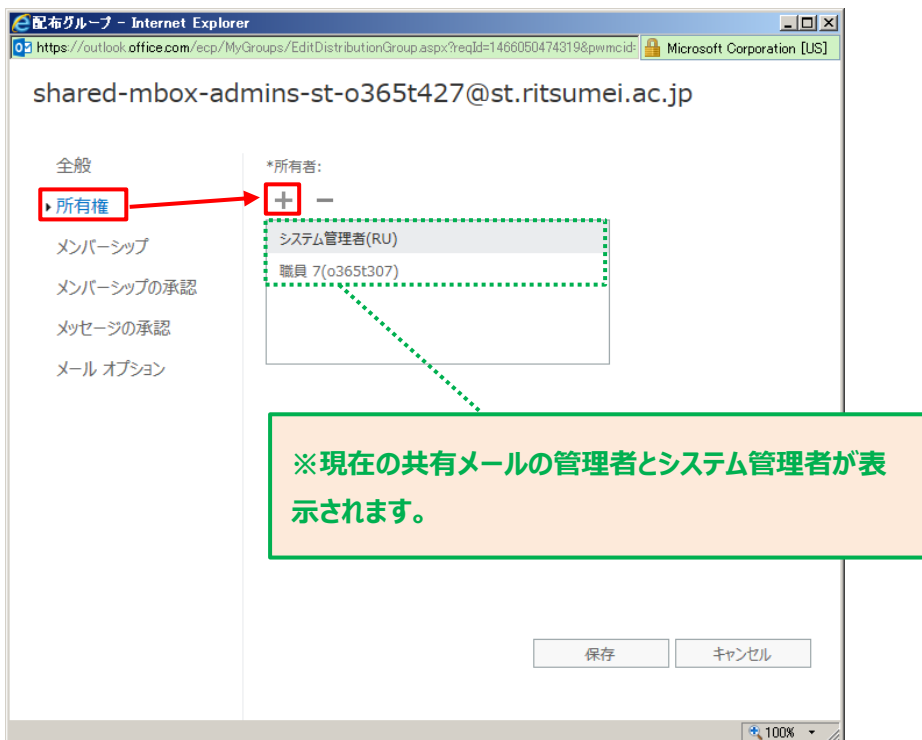 配布グループ - Internet Explorer
https://outlook.office.com/ecp/MyGroups/EditDistributionGroup.aspx?reqId=1466050474319&pwmcid= Microsoft Corporation [US]
shared-mbox-admins-st-o365t427@st.ritsumei.ac.jp
全般
所有権
メンバーシップ
メンバーシップの承認
メッセージの承認
メール オプション
*所有者:
システム管理者(RU)
職員 7(o365t307)
※現在の共有メールの管理者とシステム管理者が表
示されます。
保存 キャンセル
100%